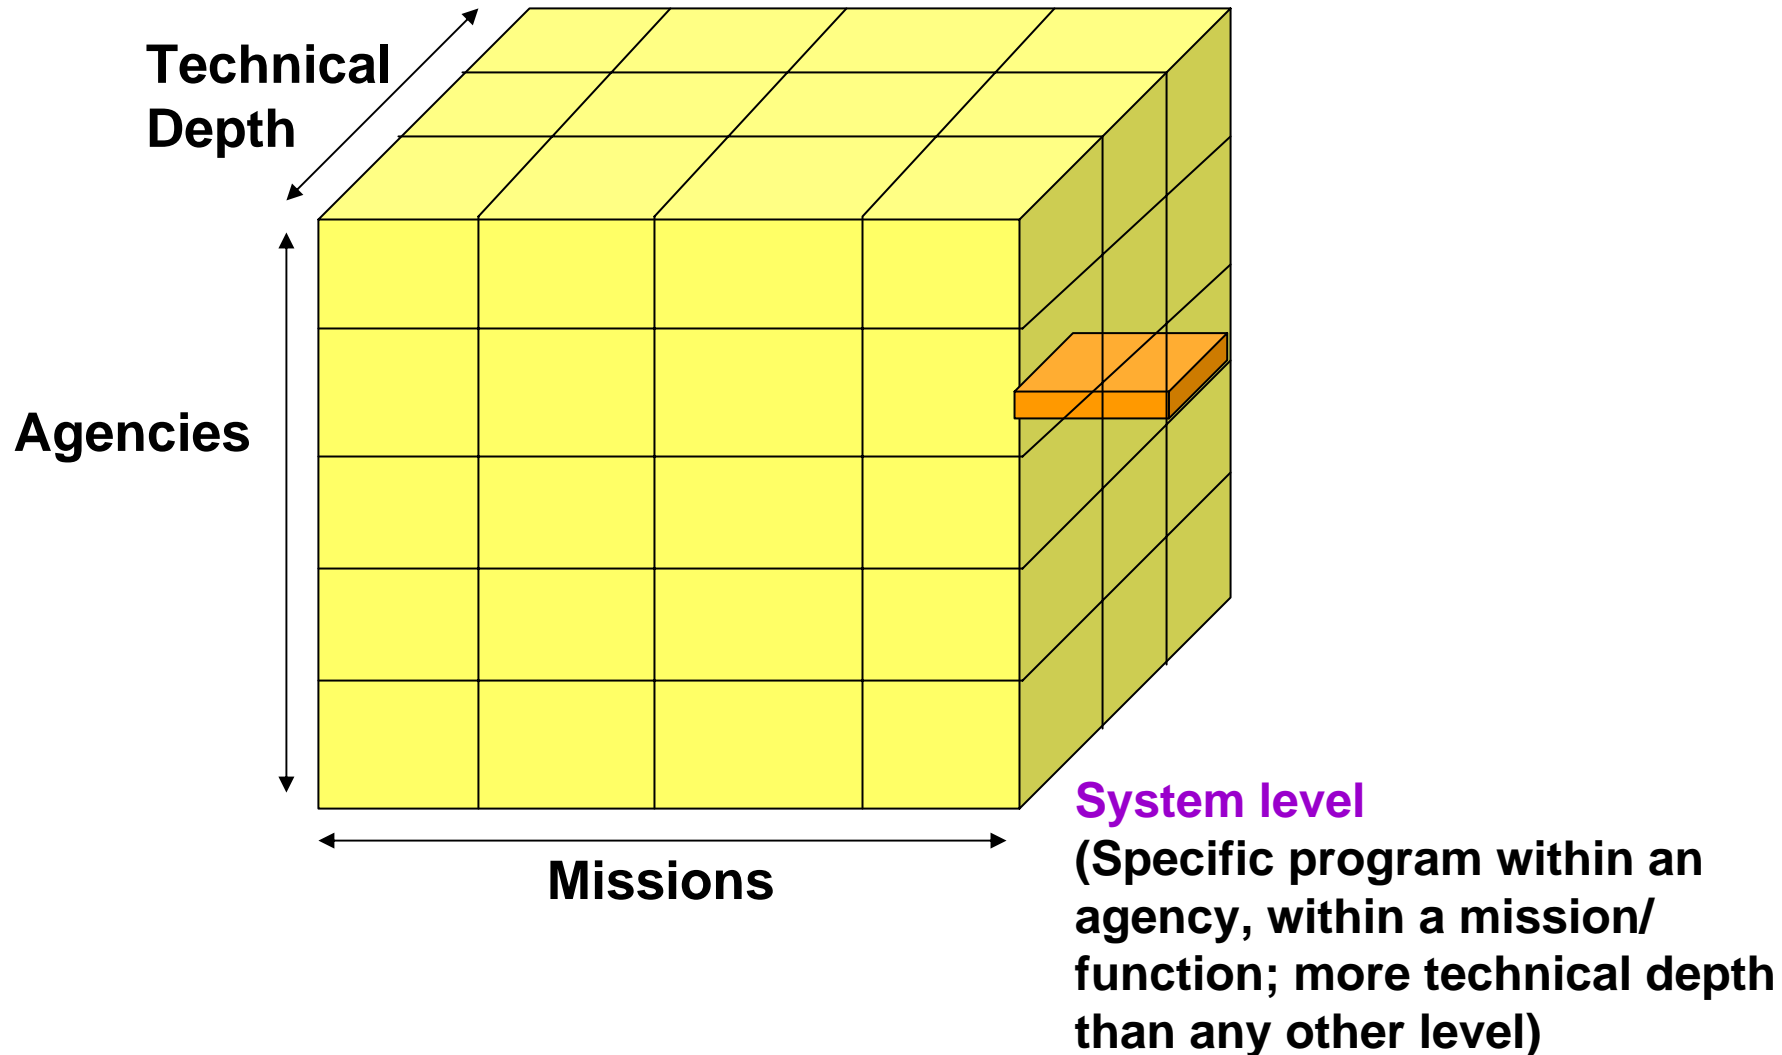 Technical
Depth
Agencies
Missions
System level
(Specific program within an
agency, within a mission/
function; more technical depth
than any other level)